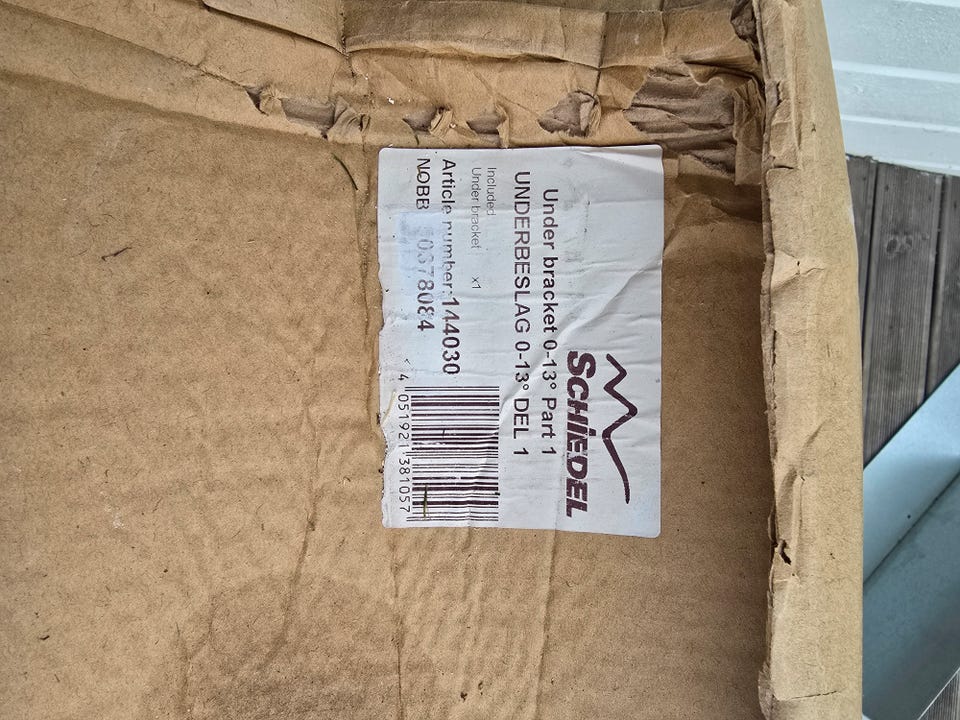 SCHIEDEL
Under bracket 0-13° Part 1
UNDERBESLAG 0-13° DEL 1
Included
Under bracket x1
Article number:144030
NOBB 50378084
4 051921 381057